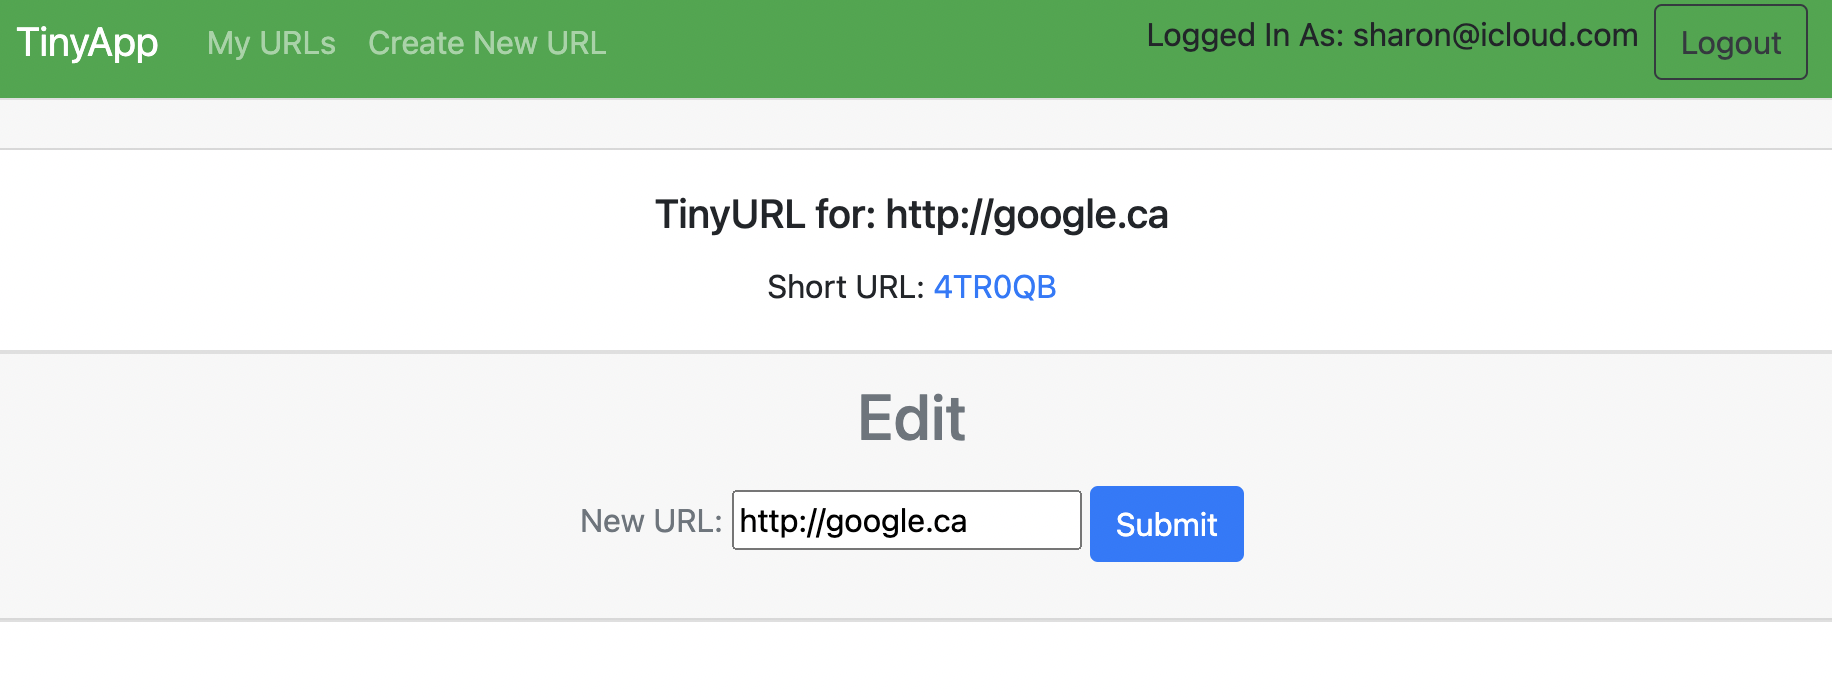 TinyApp My URLs Create New URL Logged In As: sharon@icloud.com Logout
TinyURL for: http://google.ca
Short URL: 4TR0QB
Edit
New URL: http://google.ca Submit